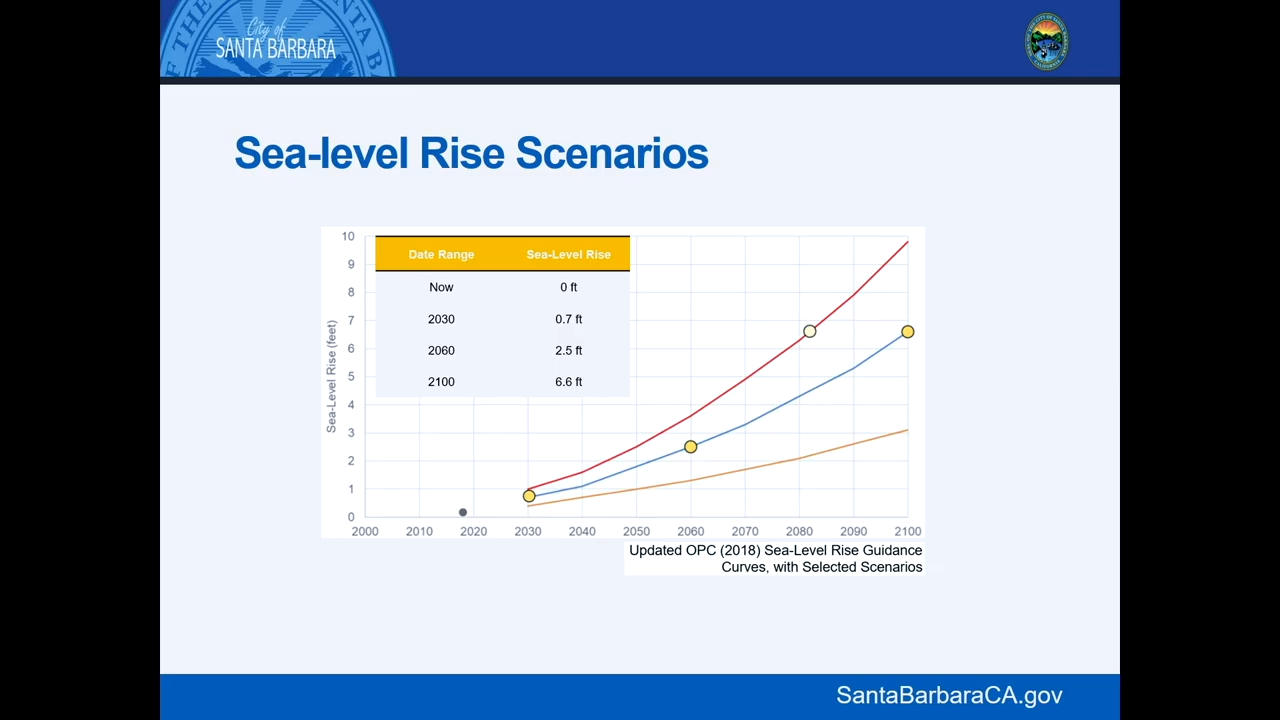 City of
SANTA BARBARA
Sea-level Rise Scenarios
Date Range Sea-Level Rise
Now 0 ft
2030 0.7 ft
2060 2.5 ft
2100 6.6 ft
Sea-Level Rise (feet)
10
9
8
7
6
5
4
3
2
1
0
2000 2010 2020 2030 2040 2050 2060 2070 2080 2090 2100
Updated OPC (2018) Sea-Level Rise Guidance
Curves, with Selected Scenarios
SantaBarbaraCA.gov